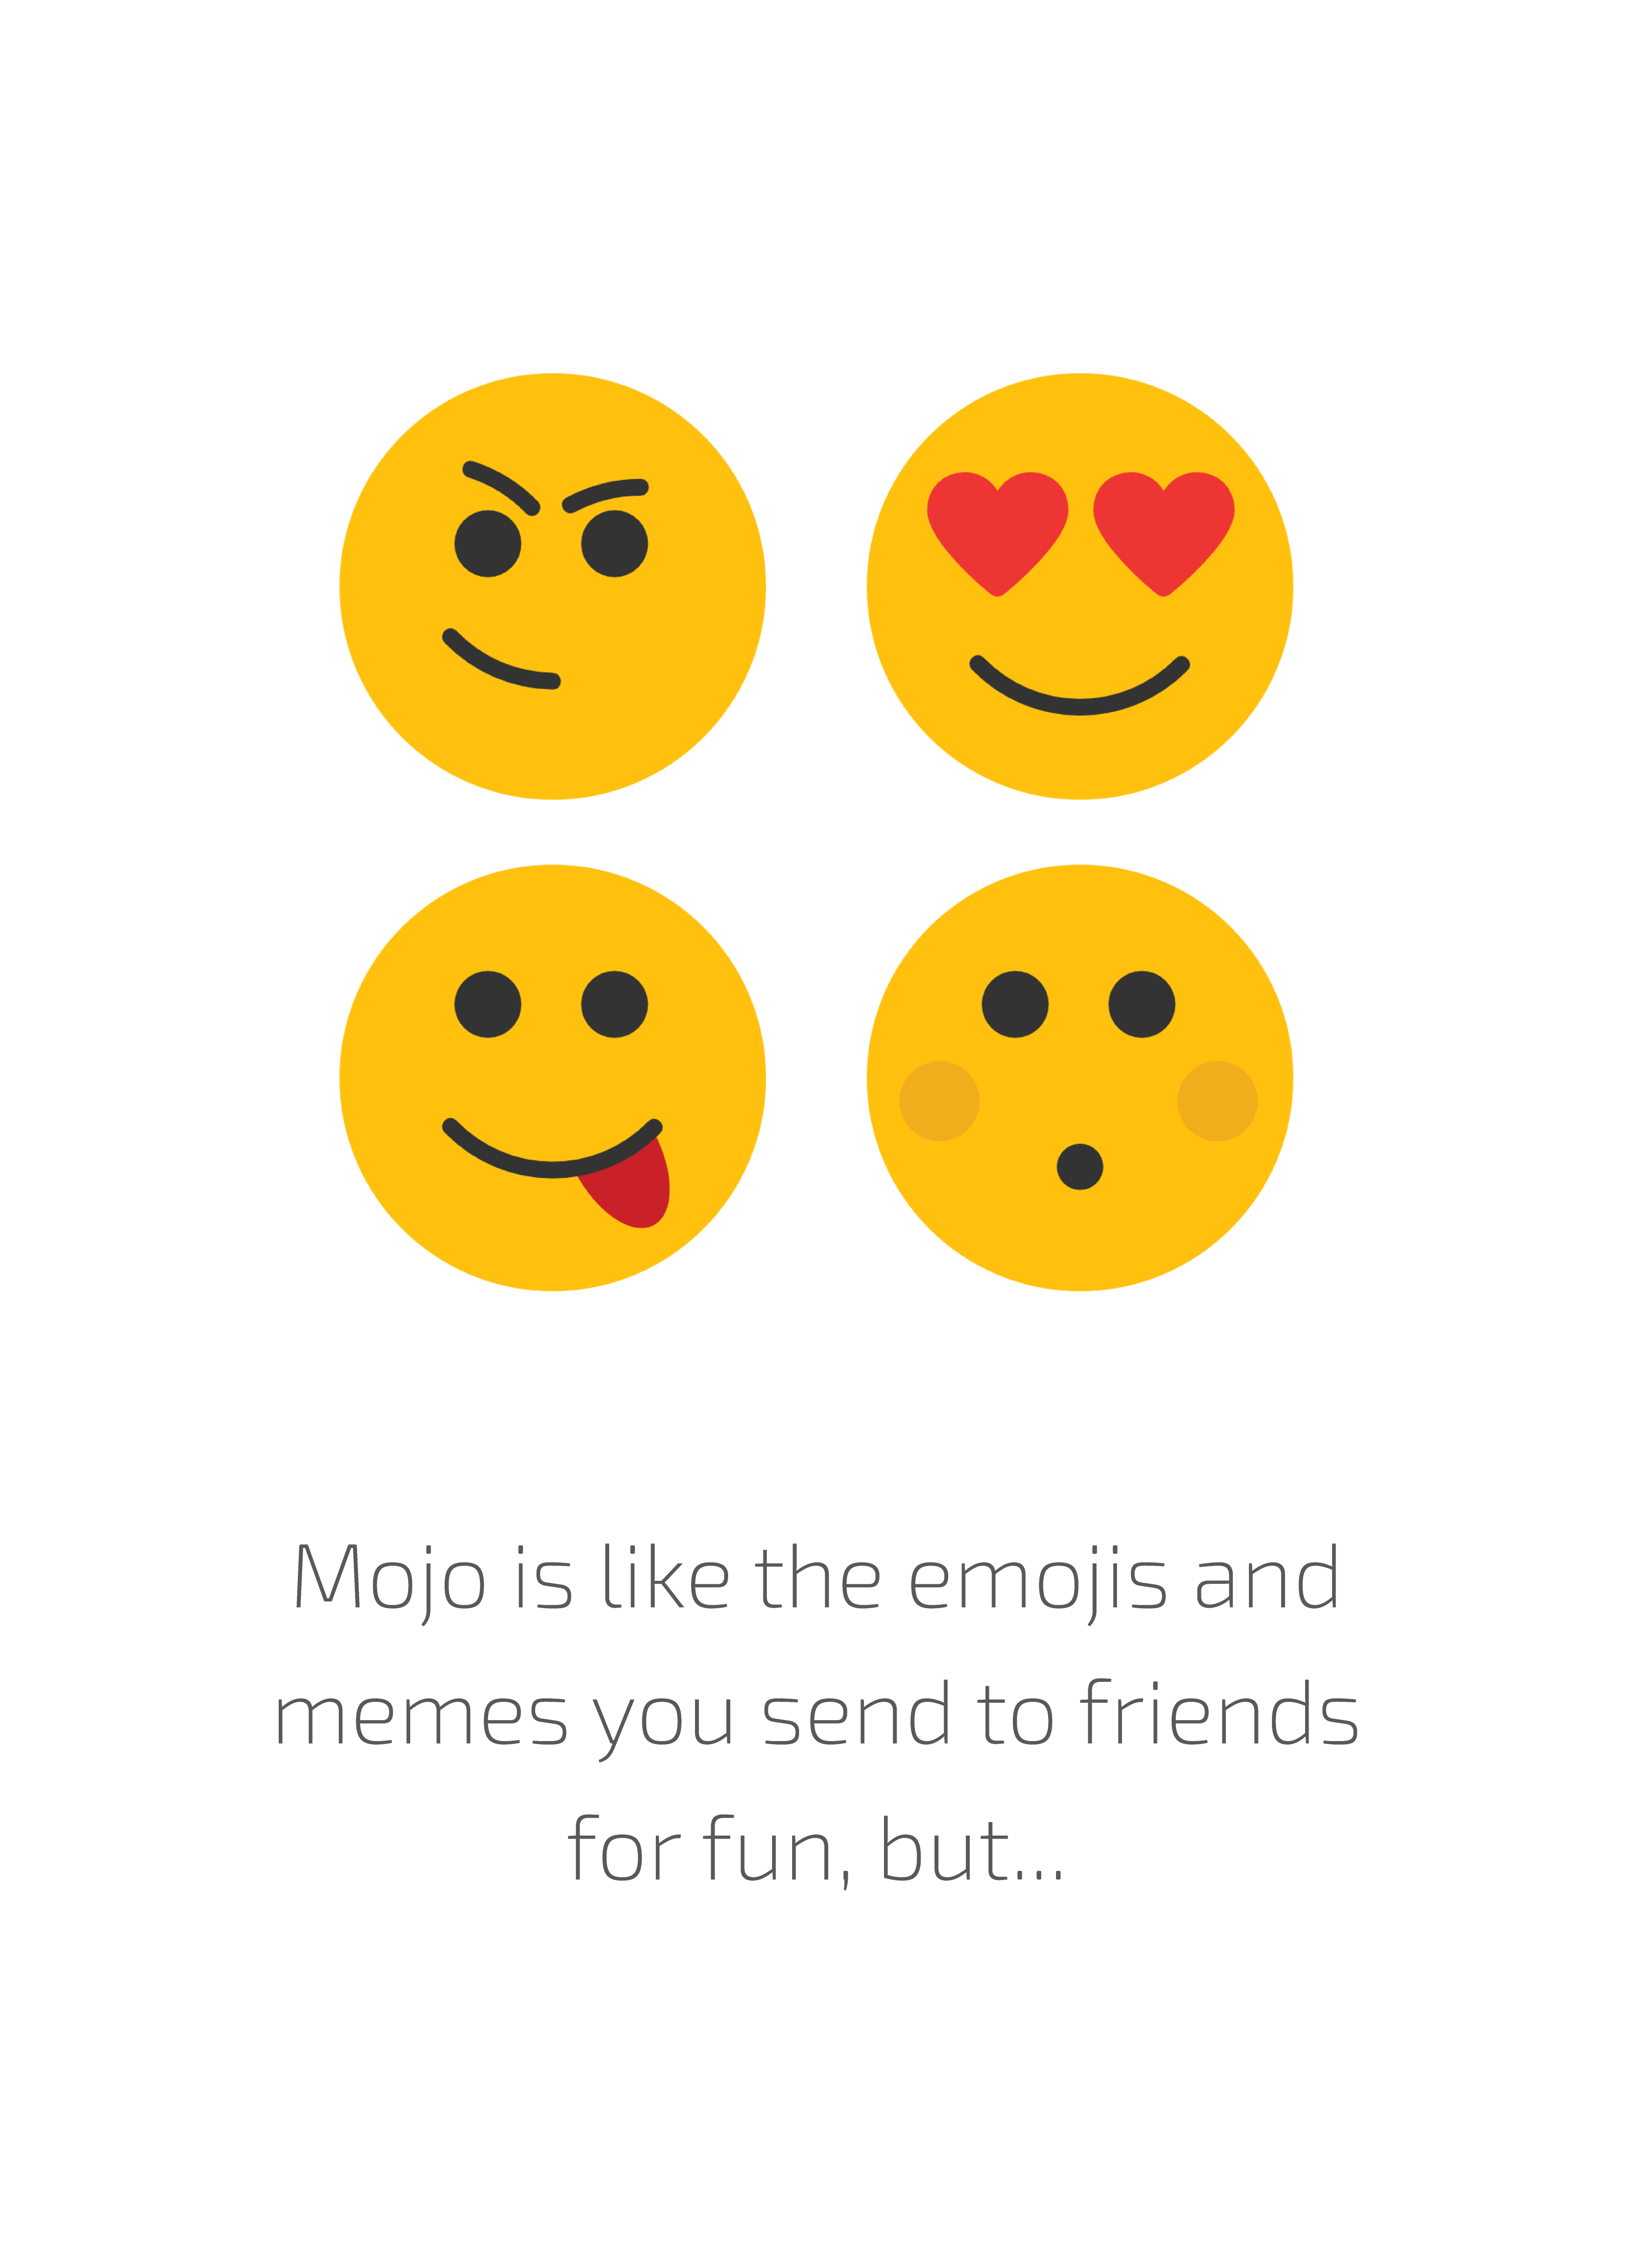 Mojo is like the emojis and
memes you send to friends
for fun, but...